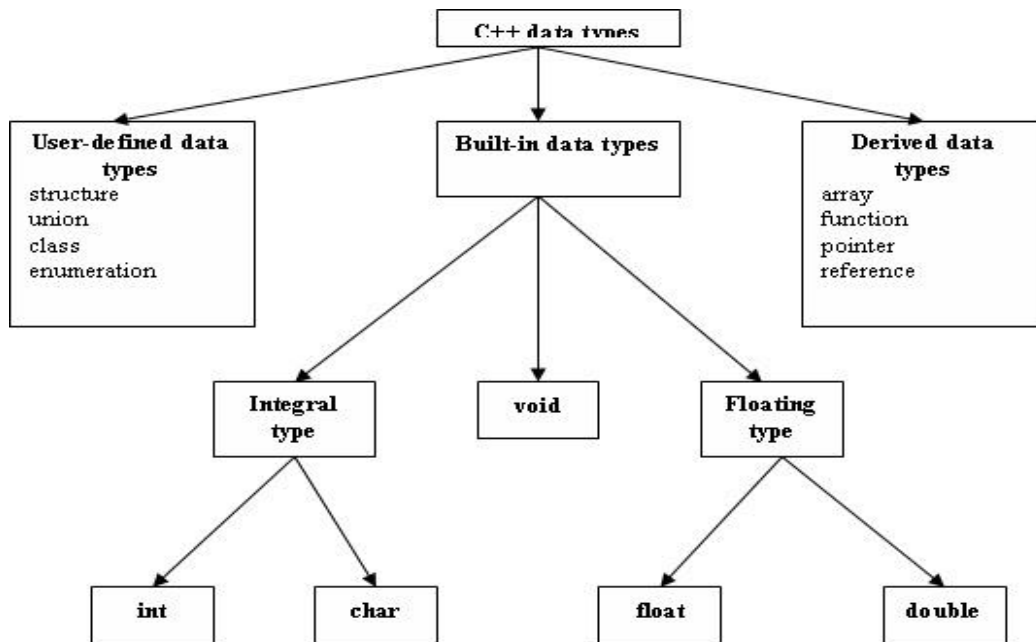 C++ data types
User-defined data
types
structure
union
class
enumeration
Built-in data types
Derived data
types
array
function
pointer
reference
Integral
type
void
Floating
type
int
char
float
double